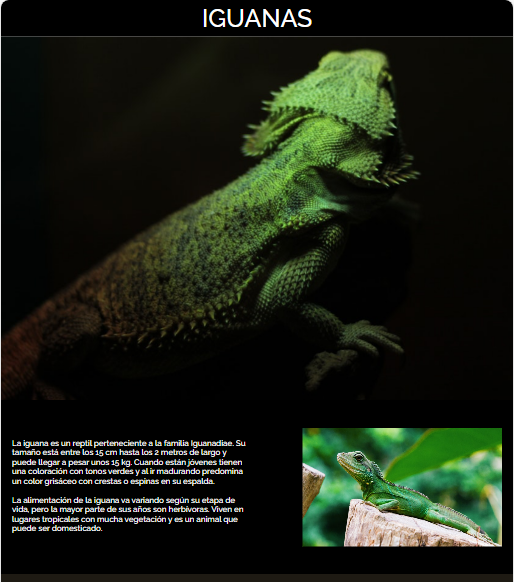 IGUANAS
La iguana es un reptil perteneciente a la familia Iguanadiae. Su
tamaño está entre los 15 cm hasta los 2 metros de largo y
puede llegar a pesar unos 15 kg. Cuando están jóvenes tienen
una coloración con tonos verdes y al ir madurando predomina
un color grisáceo con crestas o espinas en su espalda.
La alimentación de la iguana va variando según su etapa de
vida, pero la mayor parte de sus años son herbívoras. Viven en
lugares tropicales con mucha vegetación y es un animal que
puede ser domesticado.